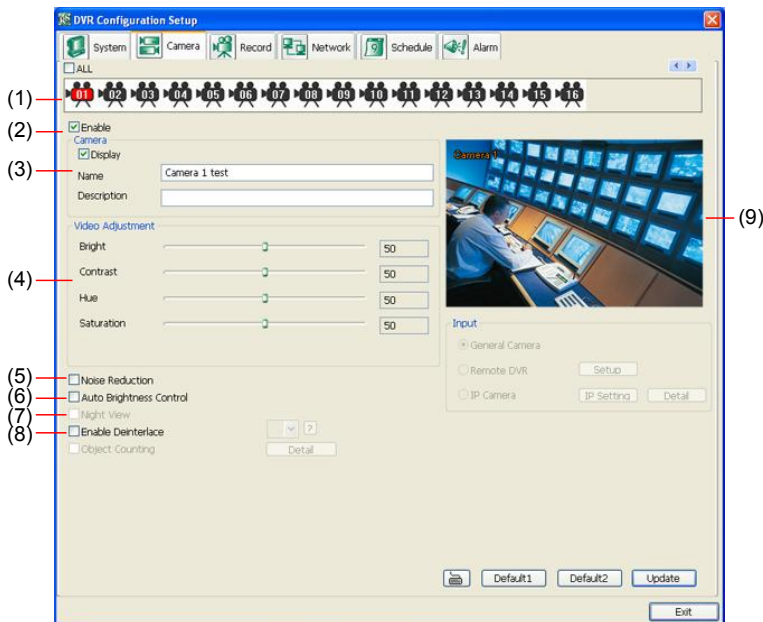 DVR Configuration Setup
System Camera Record Network Schedule Alarm
ALL
(1) 01 02 03 04 05 06 07 08 09 10 11 12 13 14 15 16
(2) Enable
Camera
Display
(3) Name Camera 1 test
Description
Camera 1
(9)
Video Adjustment
Bright 50
(4) Contrast 50
Hue 50
Saturation 50
Input
General Camera
Remote DVR Setup
IP Camera IP Setting Detail
(5) Noise Reduction
(6) Auto Brightness Control
(7) Night View
(8) Enable Deinterlace ?
Object Counting Detail
Default1 Default2 Update
Exit